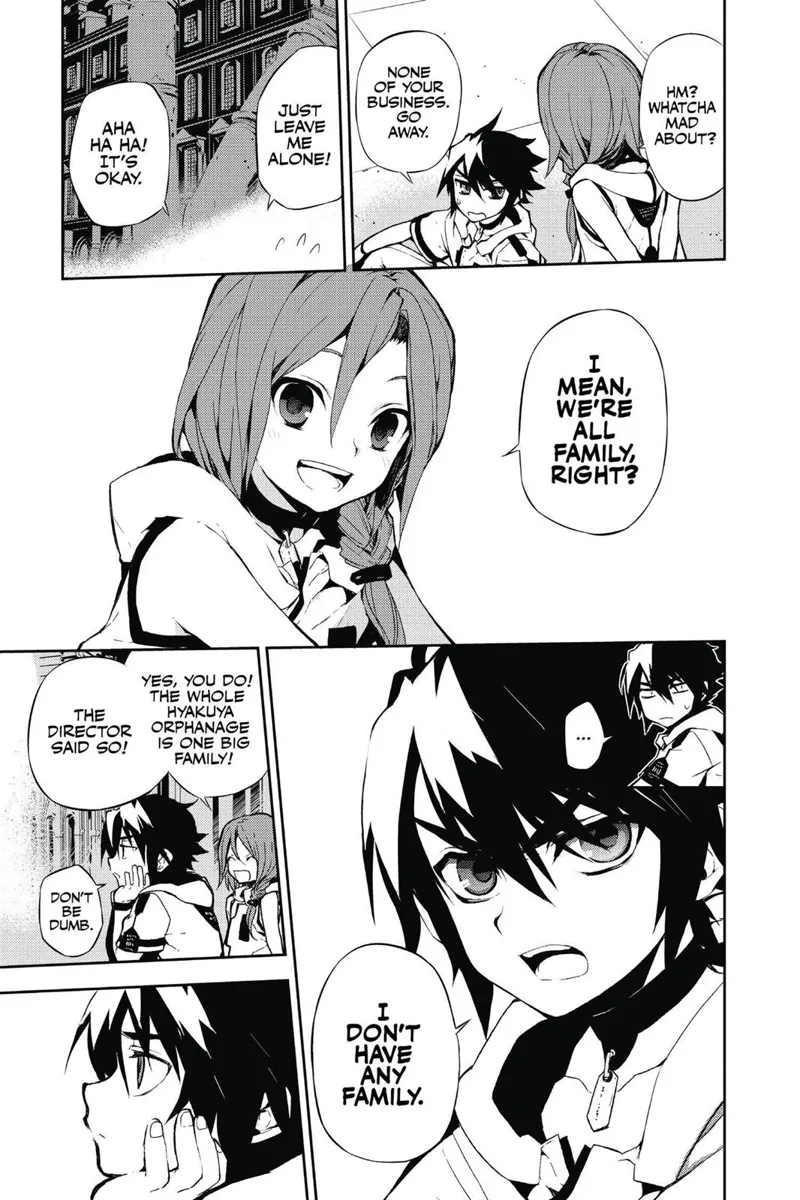 HM?
WHATCHA
MAD
ABOUT?
NONE
OF YOUR
BUSINESS.
GO
AWAY.
JUST
LEAVE
ME
ALONE!
AHA
HA HA!
IT'S
OKAY.
I
MEAN,
WE'RE
ALL
FAMILY,
RIGHT?
...
I
DON'T
HAVE
ANY
FAMILY.
YES, YOU DO!
THE WHOLE
HYAKUYA
ORPHANAGE
IS ONE BIG
FAMILY!
THE
DIRECTOR
SAID SO!
DON'T
BE
DUMB.